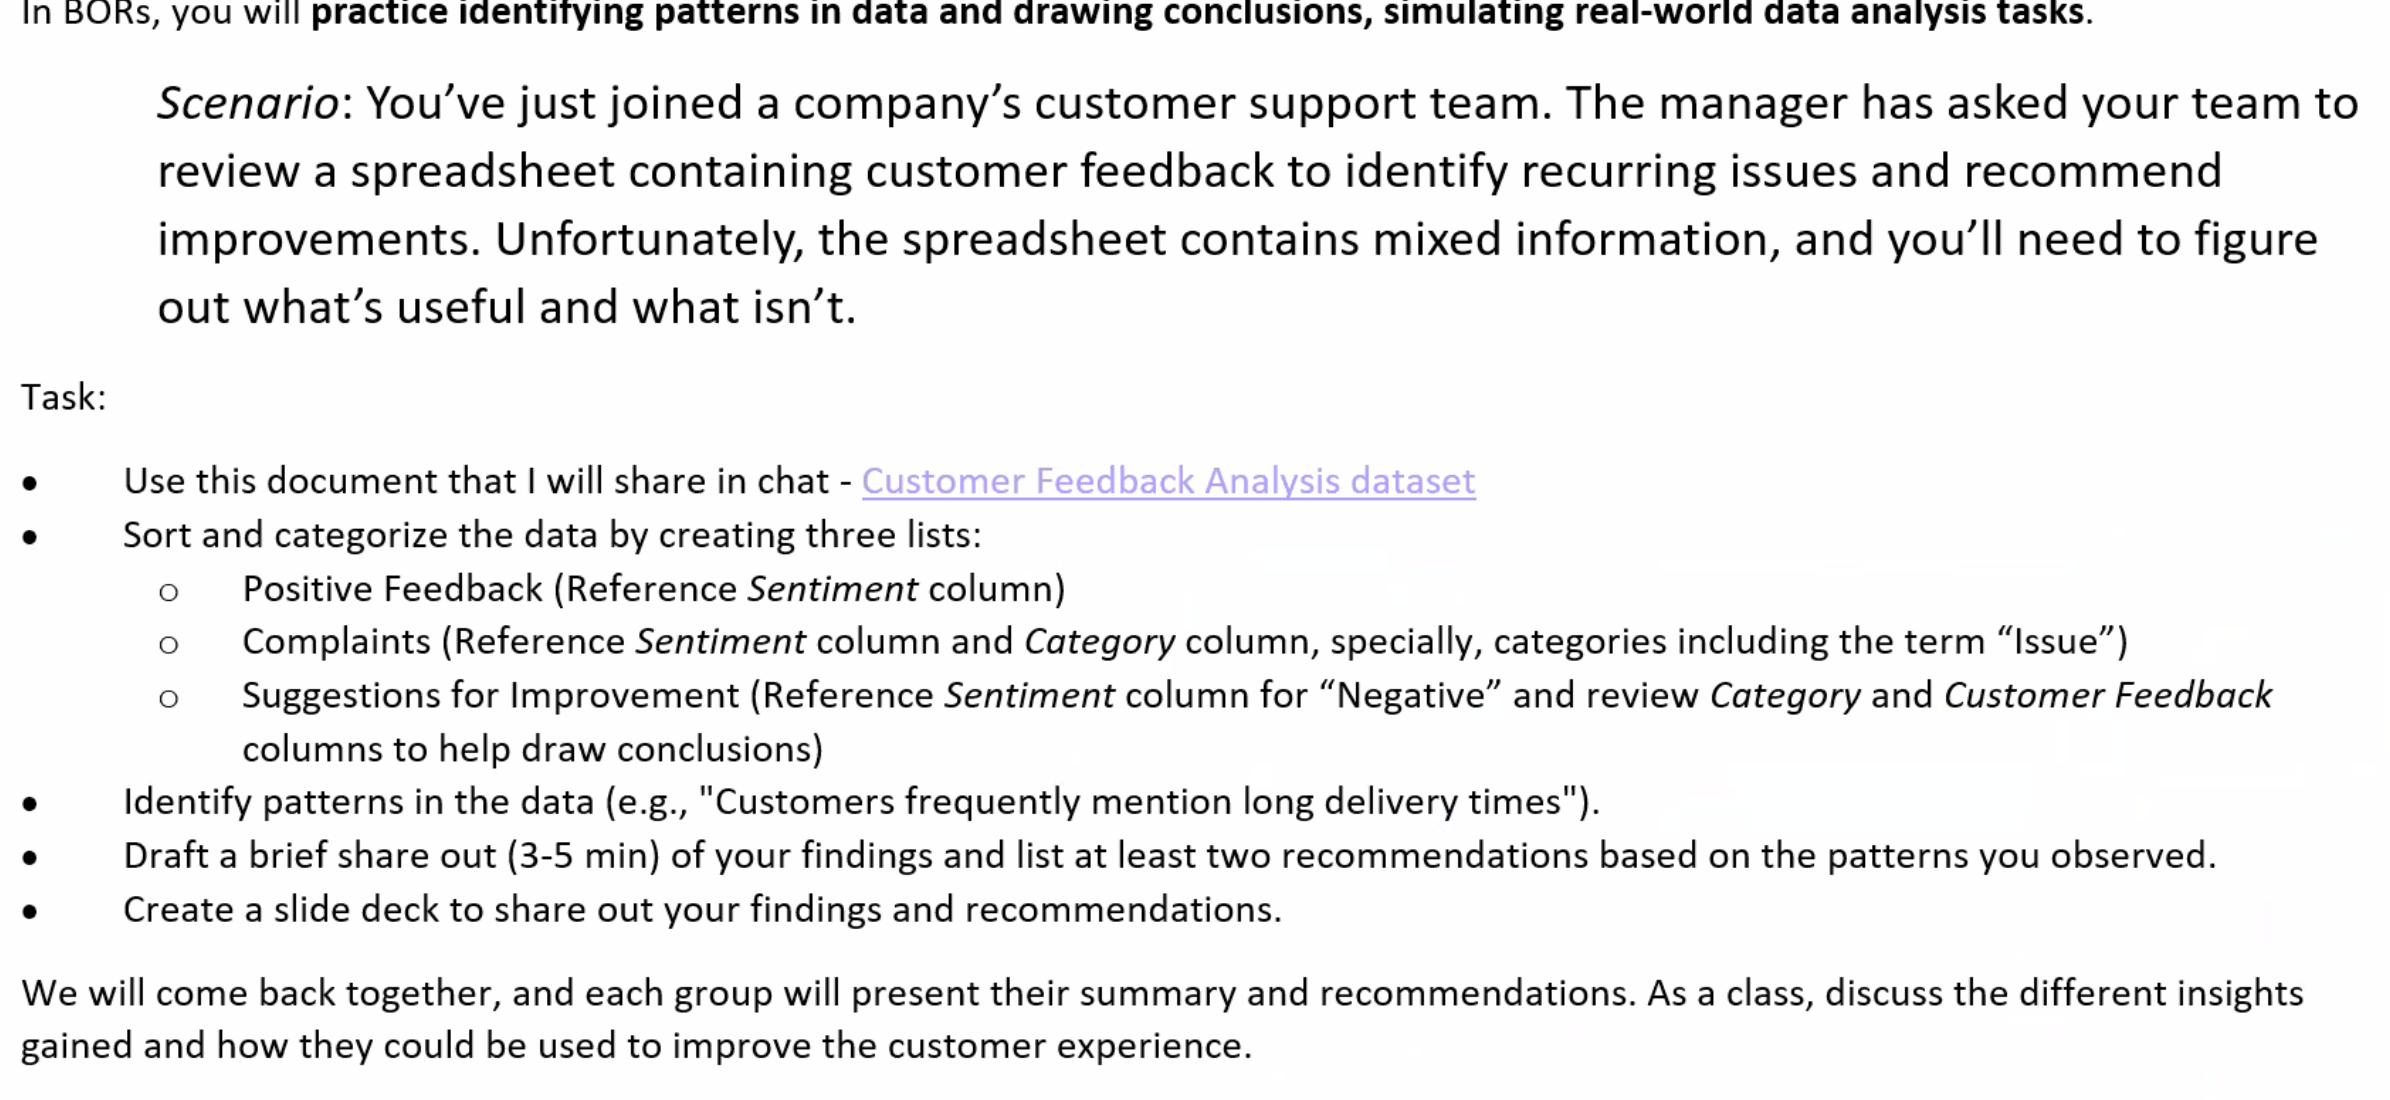 In BORs, you will practice identifying patterns in data and drawing conclusions, simulating real-world data analysis tasks.
Scenario: You’ve just joined a company’s customer support team. The manager has asked your team to
review a spreadsheet containing customer feedback to identify recurring issues and recommend
improvements. Unfortunately, the spreadsheet contains mixed information, and you’ll need to figure
out what’s useful and what isn’t.
Task:
• Use this document that I will share in chat - Customer Feedback Analysis dataset
• Sort and categorize the data by creating three lists:
o Positive Feedback (Reference Sentiment column)
o Complaints (Reference Sentiment column and Category column, specially, categories including the term “Issue”)
o Suggestions for Improvement (Reference Sentiment column for “Negative” and review Category and Customer Feedback
columns to help draw conclusions)
• Identify patterns in the data (e.g., "Customers frequently mention long delivery times").
• Draft a brief share out (3-5 min) of your findings and list at least two recommendations based on the patterns you observed.
• Create a slide deck to share out your findings and recommendations.
We will come back together, and each group will present their summary and recommendations. As a class, discuss the different insights
gained and how they could be used to improve the customer experience.